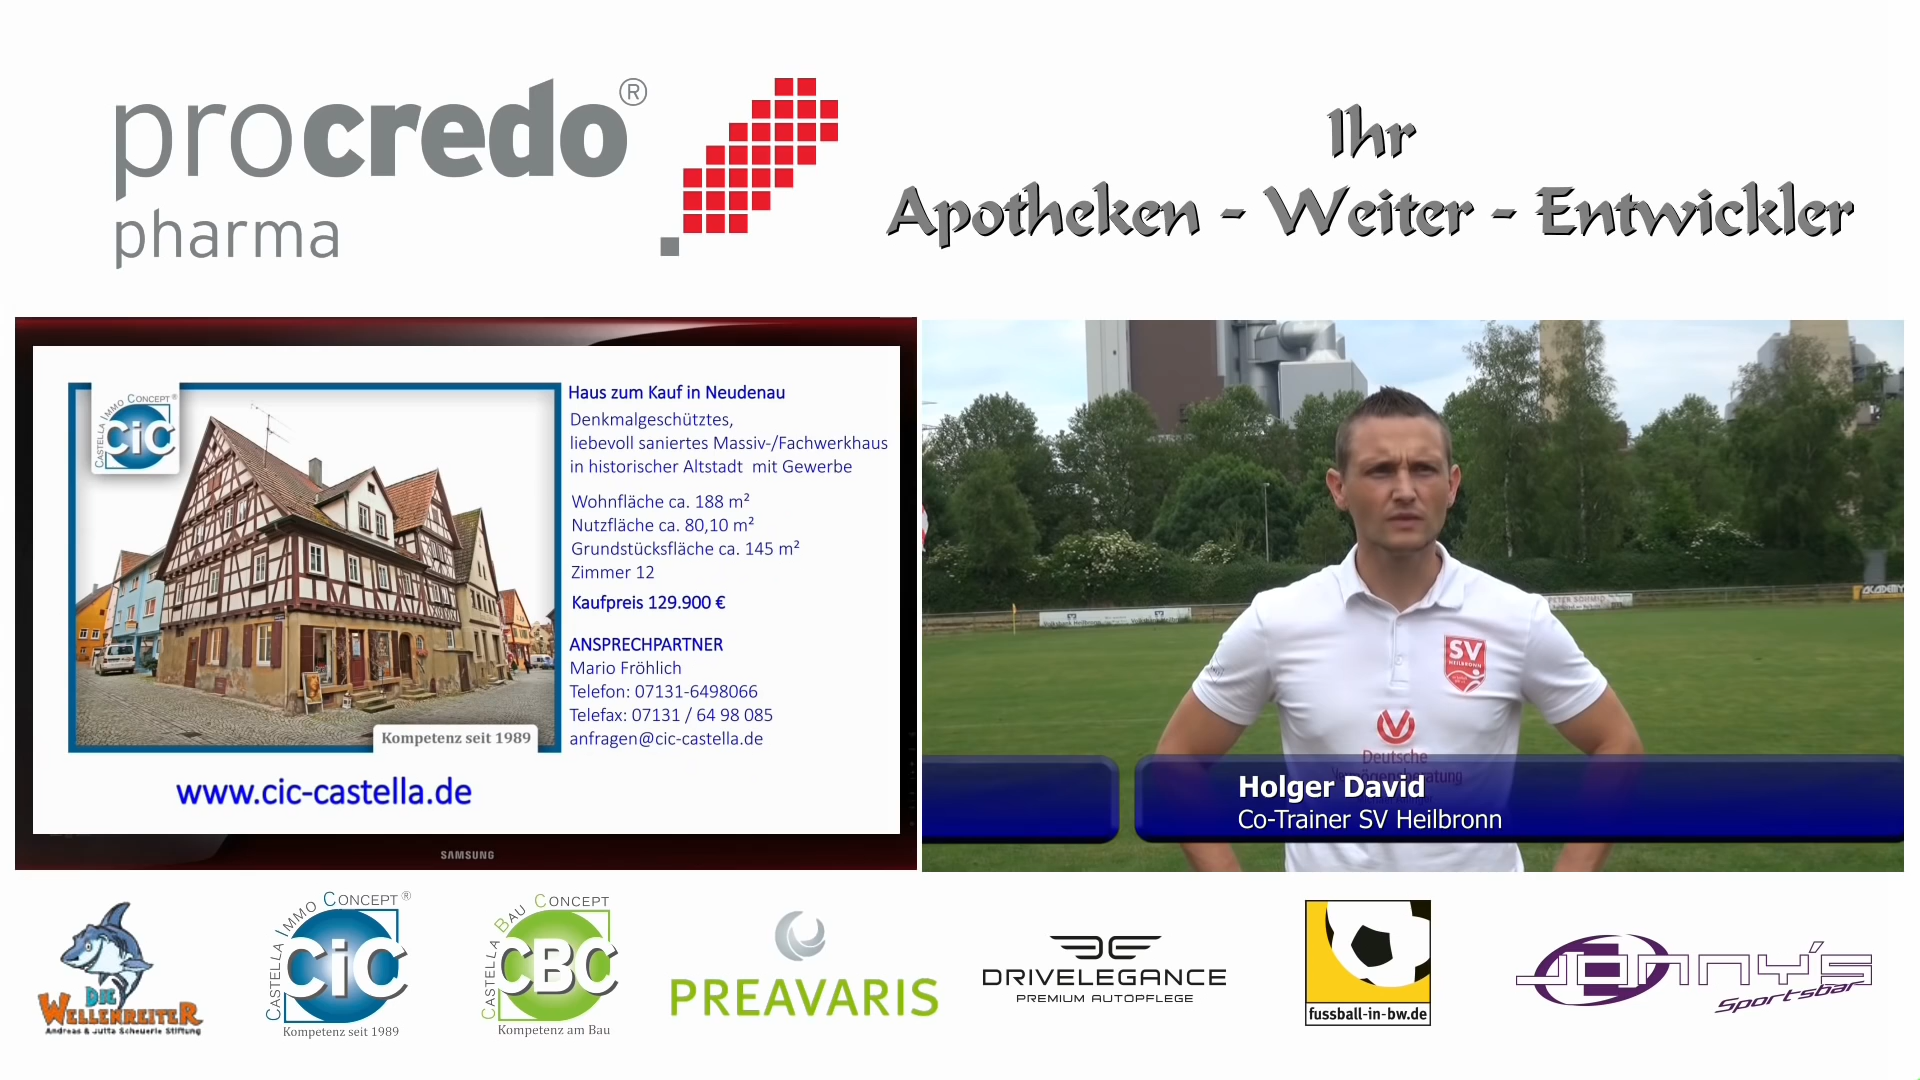 procredo®
pharma
Ihr
Apotheken - Weiter - Entwickler
CASTELLA IMMO CONCEPT®
CiC
Kompetenz seit 1989
Haus zum Kauf in Neudenau
Denkmalgeschütztes,
liebevoll saniertes Massiv-/Fachwerkhaus
in historischer Altstadt mit Gewerbe
Wohnfläche ca. 188 m²
Nutzfläche ca. 80,10 m²
Grundstücksfläche ca. 145 m²
Zimmer 12
Kaufpreis 129.900 €
ANSPRECHPARTNER
Mario Fröhlich
Telefon: 07131-6498066
Telefax: 07131 / 64 98 085
anfragen@cic-castella.de
www.cic-castella.de
SAMSUNG
ACADEMY
SV
HEILBRONN
Deutsche
Vermögensberatung
Holger David
Co-Trainer SV Heilbronn
DIE
WELLENREITER
Andreas & Jutta Scheuerle Stiftung
CASTELLA IMMO CONCEPT®
CiC
Kompetenz seit 1989
CASTELLA BAU CONCEPT
CBC
Kompetenz am Bau
PREAVARIS
DRIVELEGANCE
PREMIUM AUTOPFLEGE
fussball-in-bw.de
JONNY'S
Sportsbar